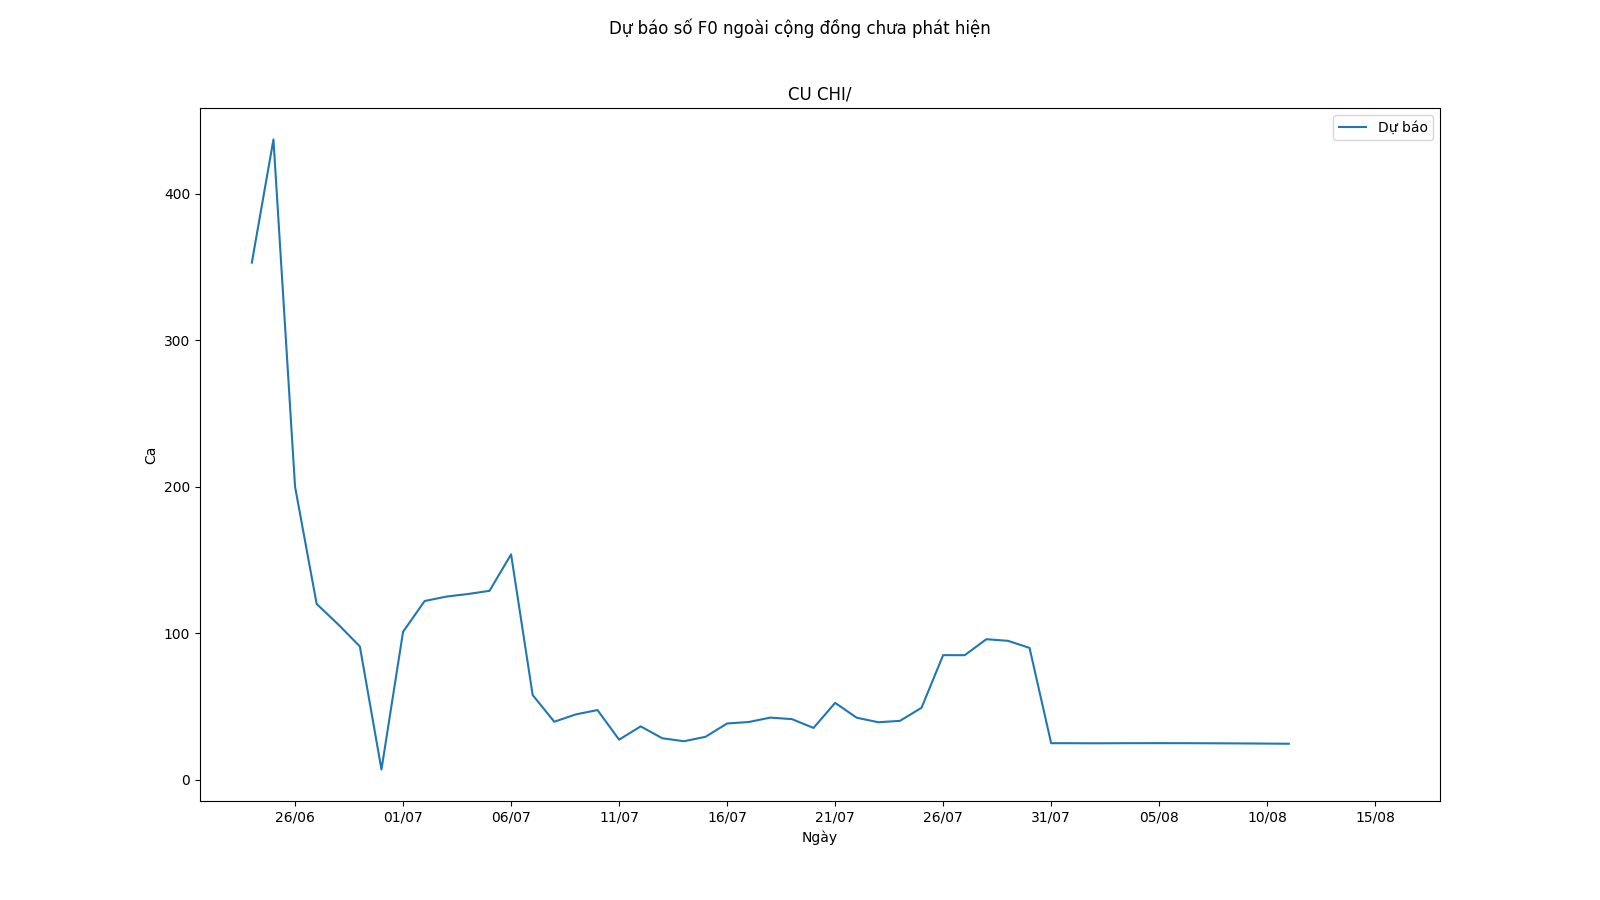 Dự báo số F0 ngoài cộng đồng chưa phát hiện
CU CHI/
Dự báo
400
300
200
100
0
Ca
26/06 01/07 06/07 11/07 16/07 21/07 26/07 31/07 05/08 10/08 15/08
Ngày